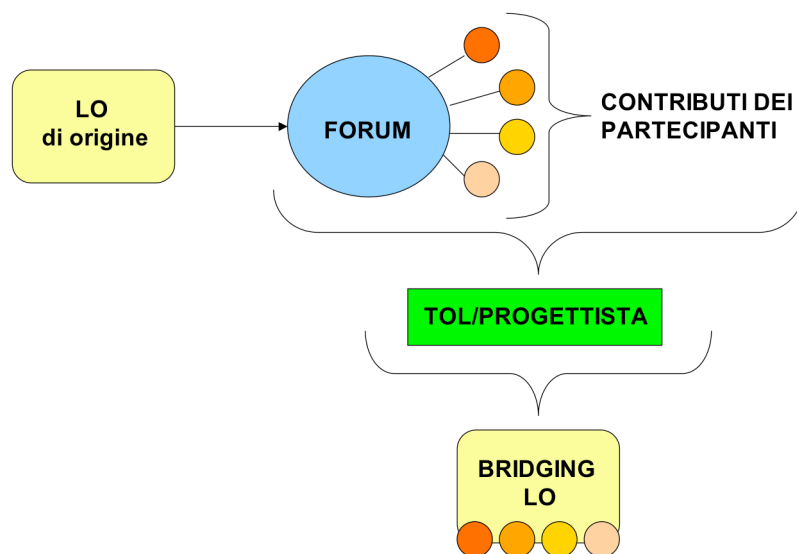 LO
di origine
FORUM
CONTRIBUTI DEI
PARTECIPANTI
TOL/PROGETTISTA
BRIDGING
LO